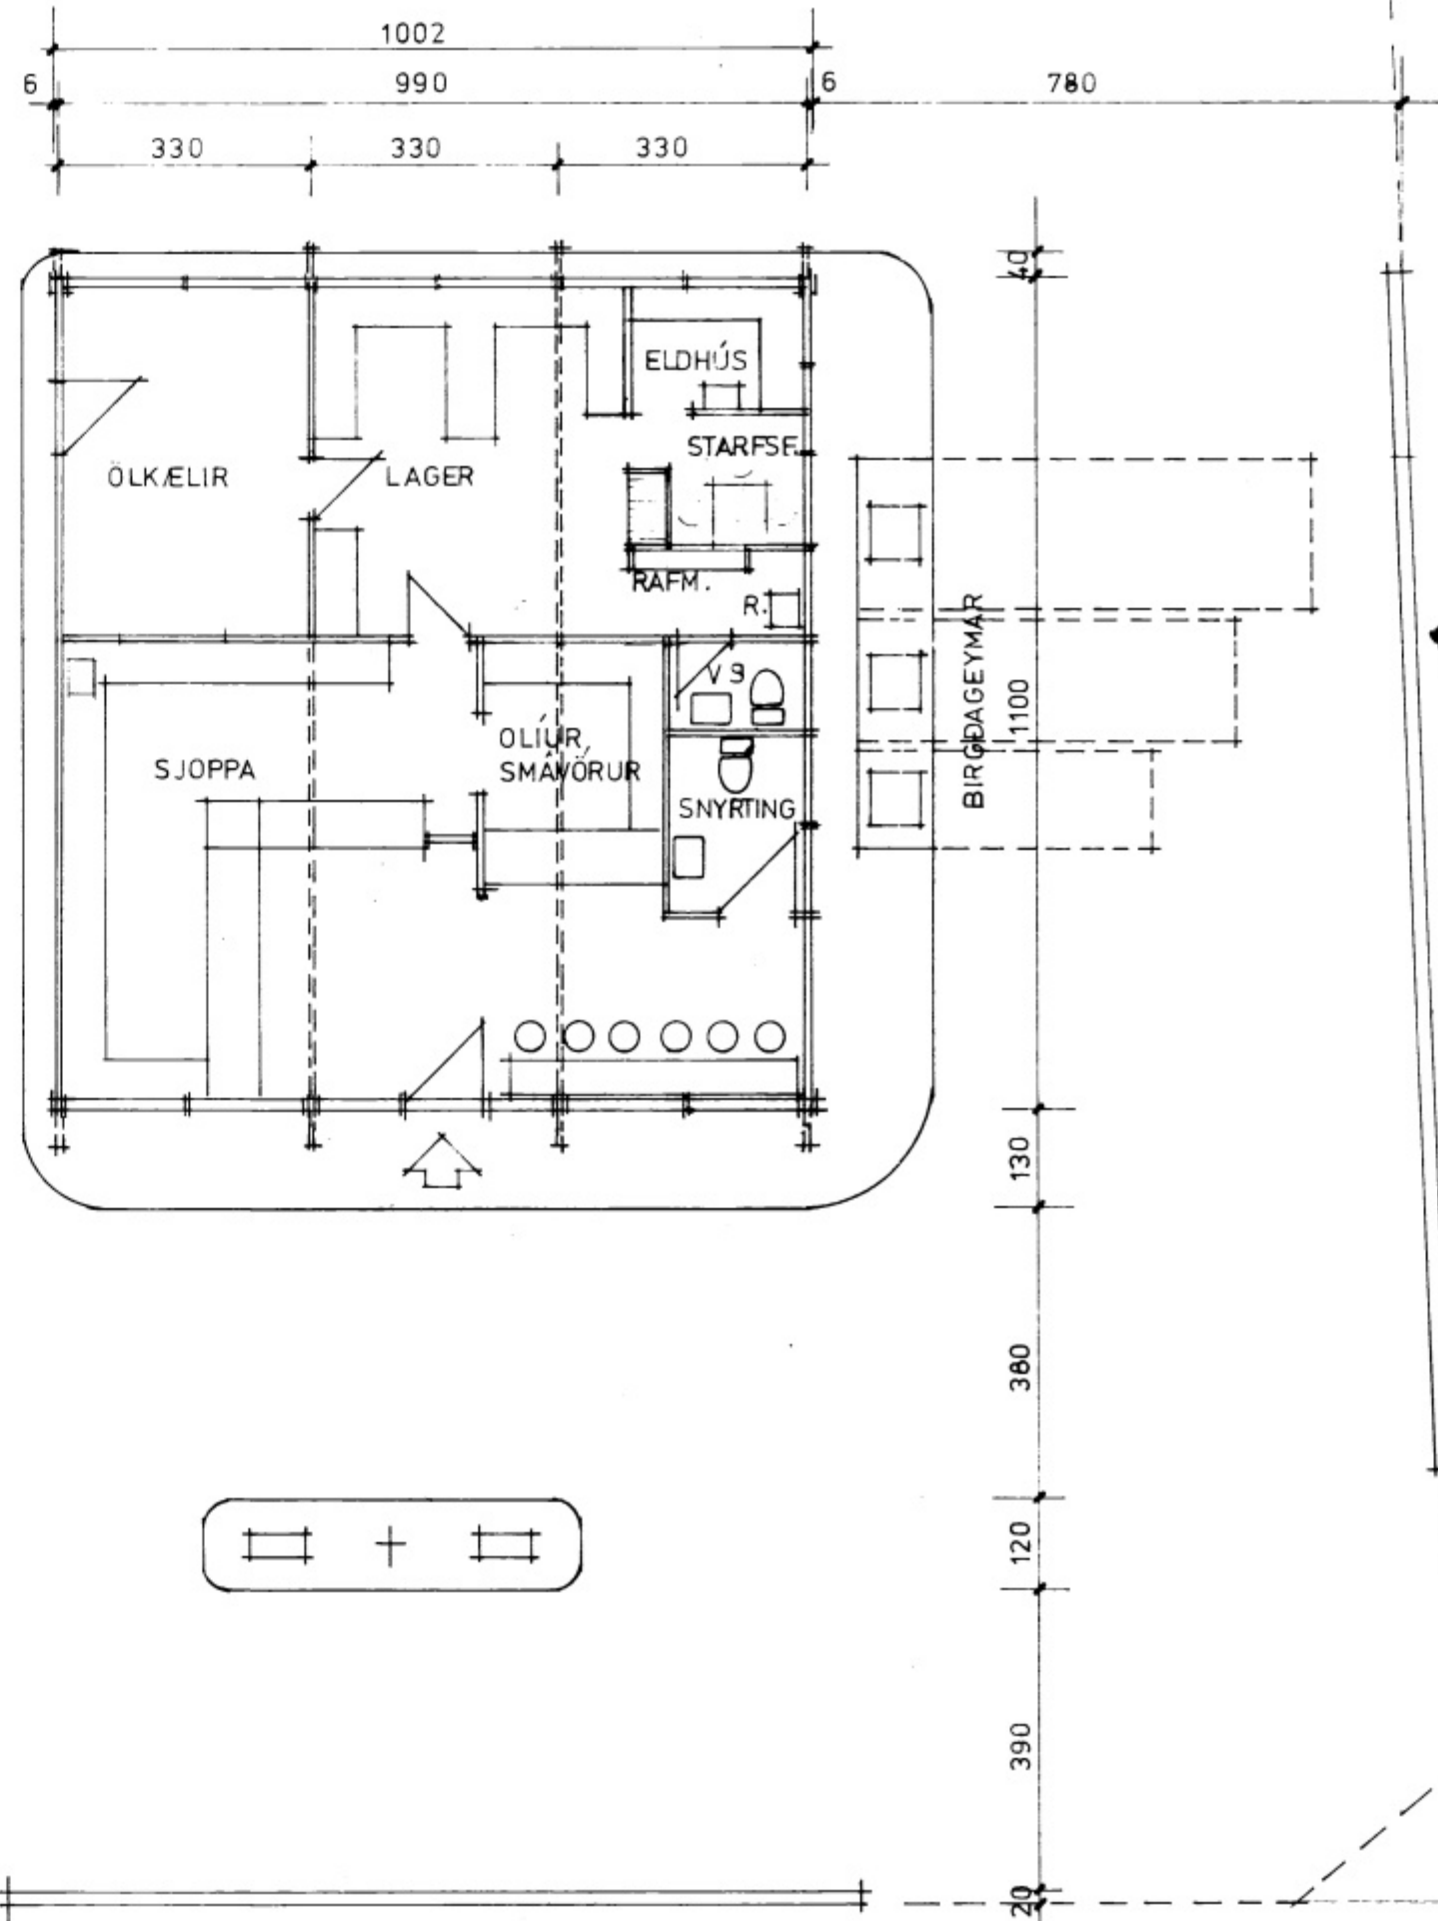 1002
6 990 6 780
330 330 330
40
ELDHÚS
STARFSF.
ÖLKÆLIR LAGER
RAFM.
R.
BIRGÐAGEYMAR
1100
OLÍUR,
SMÁVÖRUR
SJOPPA
SNYRTING
130
380
120
390
20